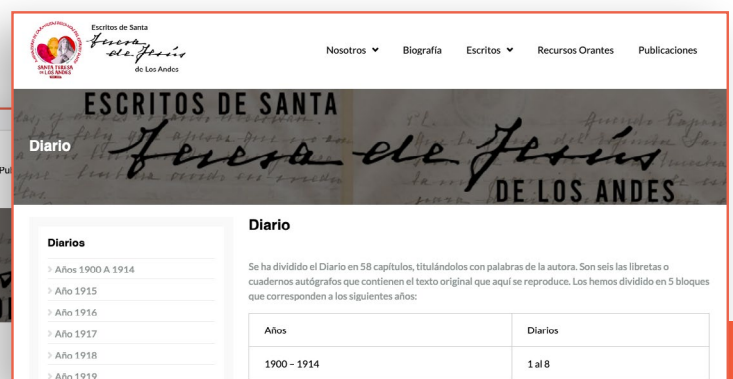 Escritos de Santa
Teresa
de Jesús
de Los Andes
SANTA TERESA
DE LOS ANDES
Nosotros
Biografía
Escritos
Recursos Orantes
Publicaciones
ESCRITOS DE SANTA
Teresa de Jesús
DE LOS ANDES
Diario
Pul
Diarios
> Años 1900 A 1914
> Año 1915
> Año 1916
> Año 1917
> Año 1918
> Año 1919
Diario
Se ha dividido el Diario en 58 capítulos, titulándolos con palabras de la autora. Son seis las libretas o
cuadernos autógrafos que contienen el texto original que aquí se reproduce. Los hemos dividido en 5 bloques
que corresponden a los siguientes años:
Años Diarios
1900 – 1914 1 al 8